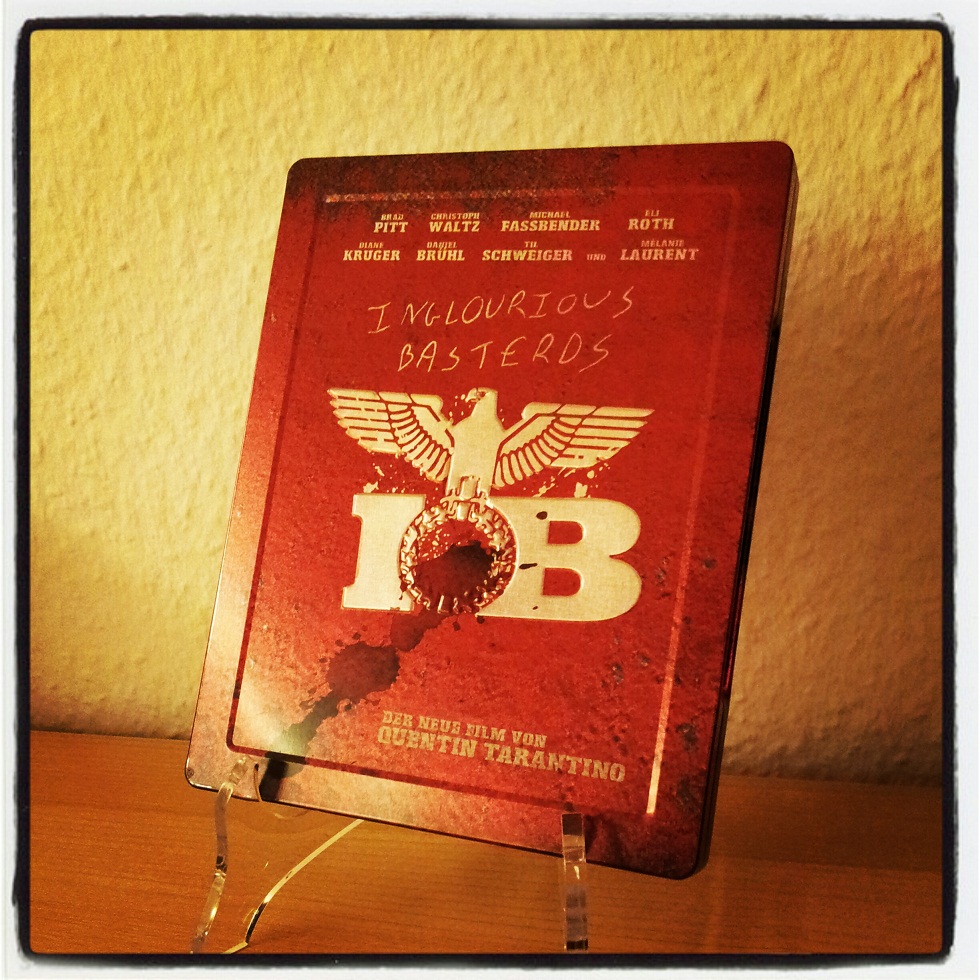 BRAD CHRISTOPH MICHAEL ELI
PITT WALTZ FASSBENDER ROTH
DIANE DANIEL TIL MÉLANIE
KRUGER BRÜHL SCHWEIGER UND LAURENT
INGLOURIOUS
BASTERDS
IB
DER NEUE FILM VON
QUENTIN TARANTINO